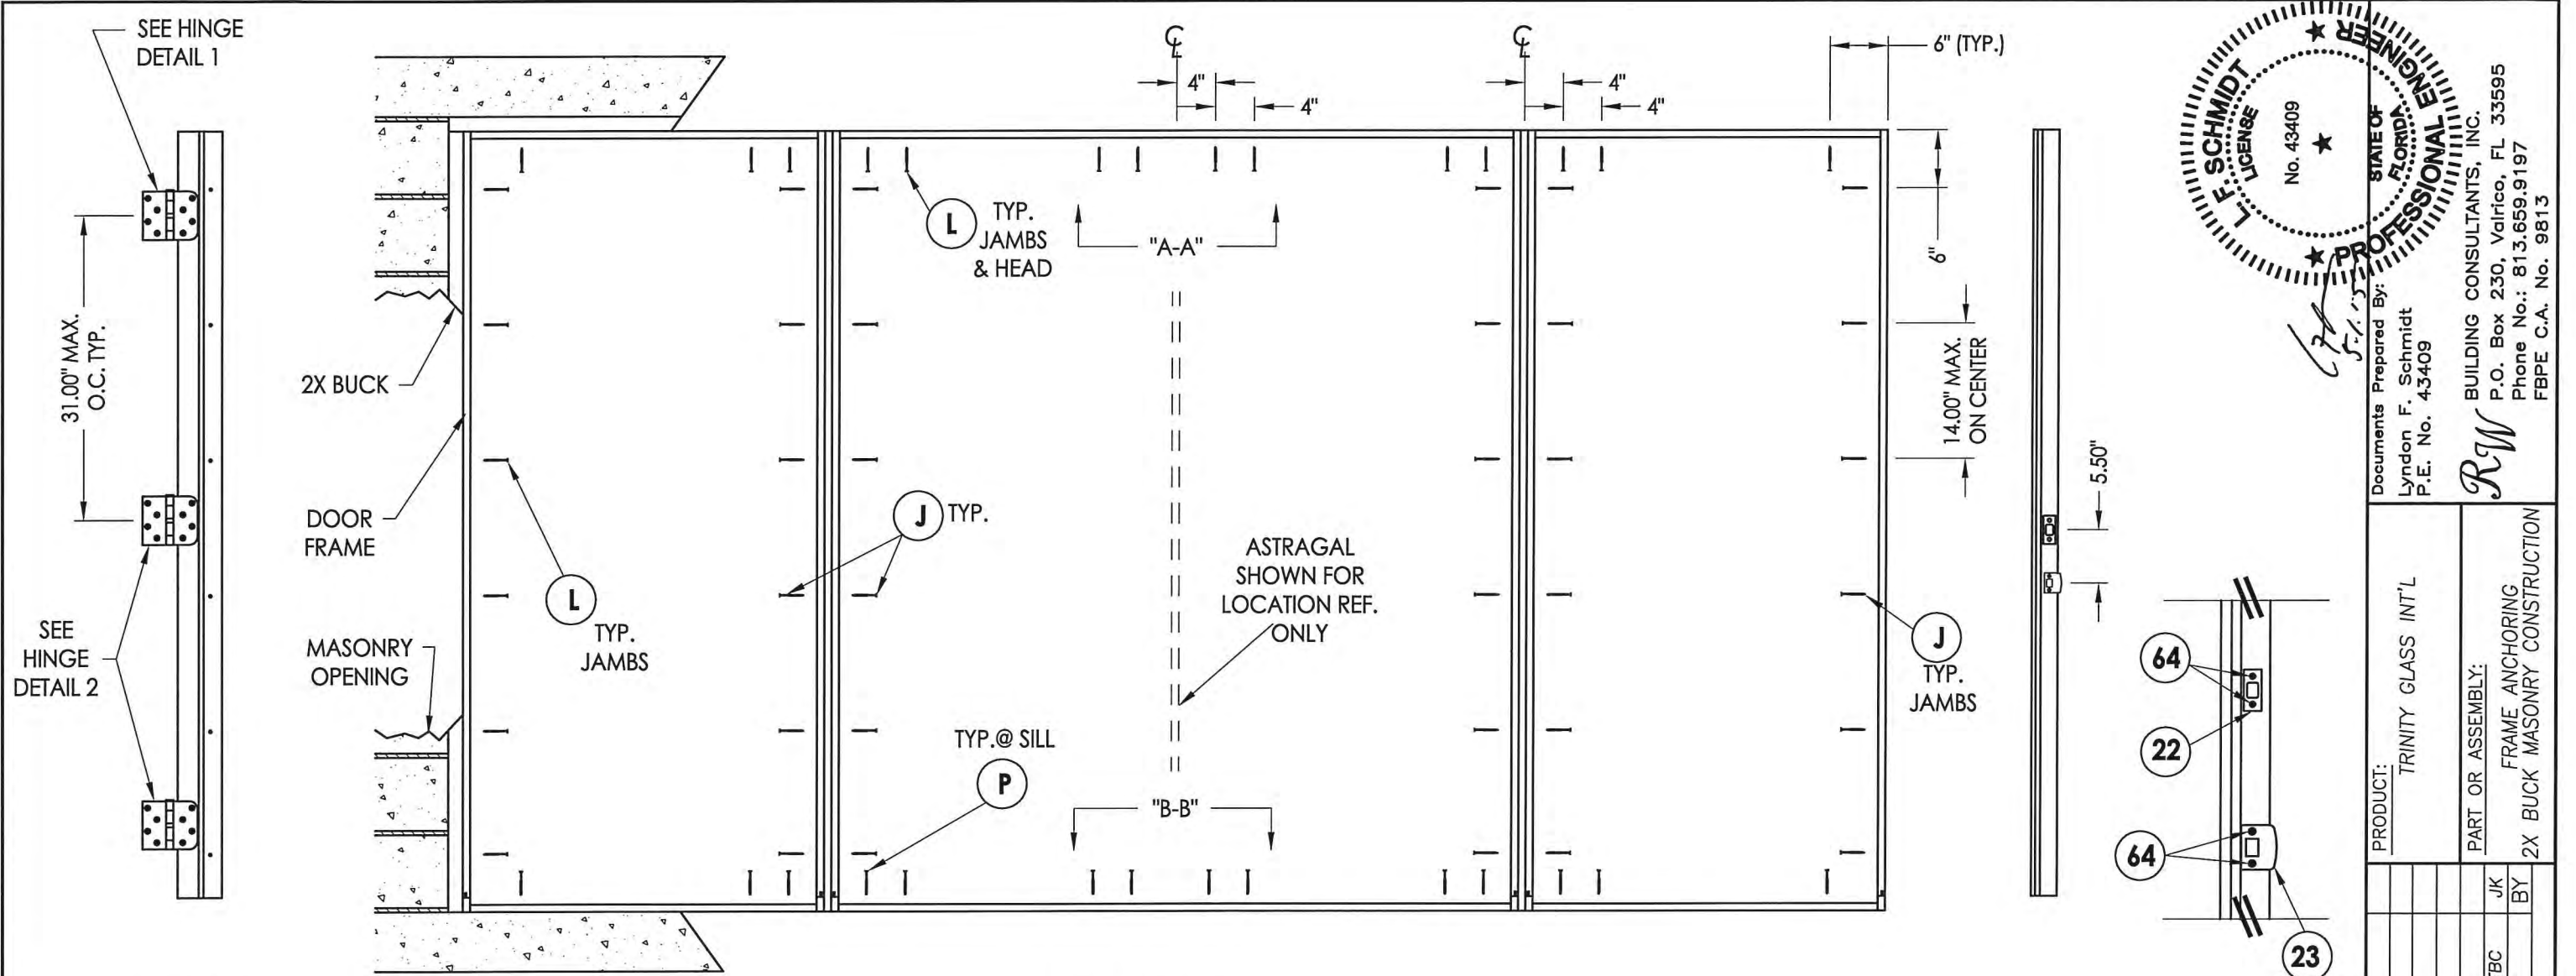 SEE HINGE
DETAIL 1
31.00" MAX.
O.C. TYP.
SEE
HINGE
DETAIL 2
2X BUCK
DOOR
FRAME
MASONRY
OPENING
L
TYP.
JAMBS
L
TYP.
JAMBS
& HEAD
J
TYP.
TYP.@ SILL
P
℄
4"
4"
"A-A"
ASTRAGAL
SHOWN FOR
LOCATION REF.
ONLY
"B-B"
℄
4"
4"
6" (TYP.)
6"
14.00" MAX.
ON CENTER
J
TYP.
JAMBS
5.50"
64
22
64
23
L. F. SCHMIDT
PROFESSIONAL ENGINEER
LICENSE
No. 43409
STATE OF
FLORIDA
Documents Prepared By:
Lyndon F. Schmidt
P.E. No. 43409
RW
BUILDING CONSULTANTS, INC.
P.O. Box 230, Valrico, FL 33595
Phone No.: 813.659.9197
FBPE C.A. No. 9813
PRODUCT:
TRINITY GLASS INT'L
PART OR ASSEMBLY:
FRAME ANCHORING
2X BUCK MASONRY CONSTRUCTION
JK
BY